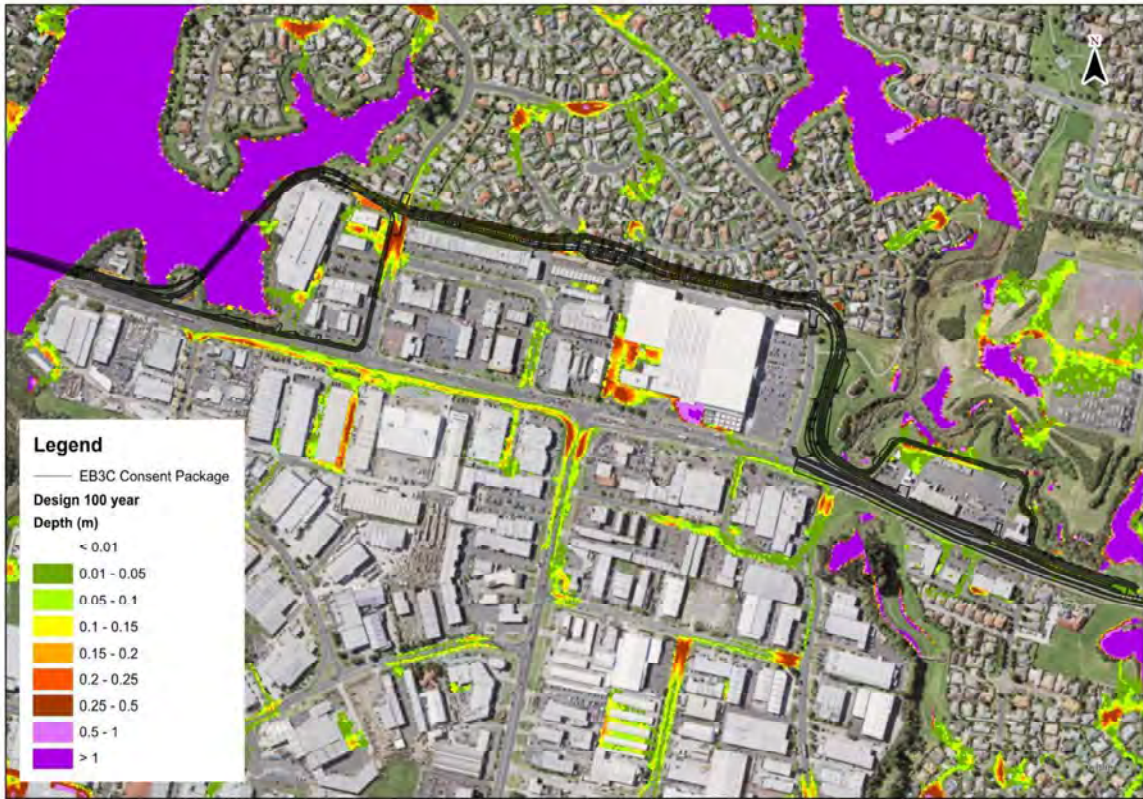 N
Legend
EB3C Consent Package
Design 100 year
Depth (m)
< 0.01
0.01 - 0.05
0.05 - 0.1
0.1 - 0.15
0.15 - 0.2
0.2 - 0.25
0.25 - 0.5
0.5 - 1
> 1